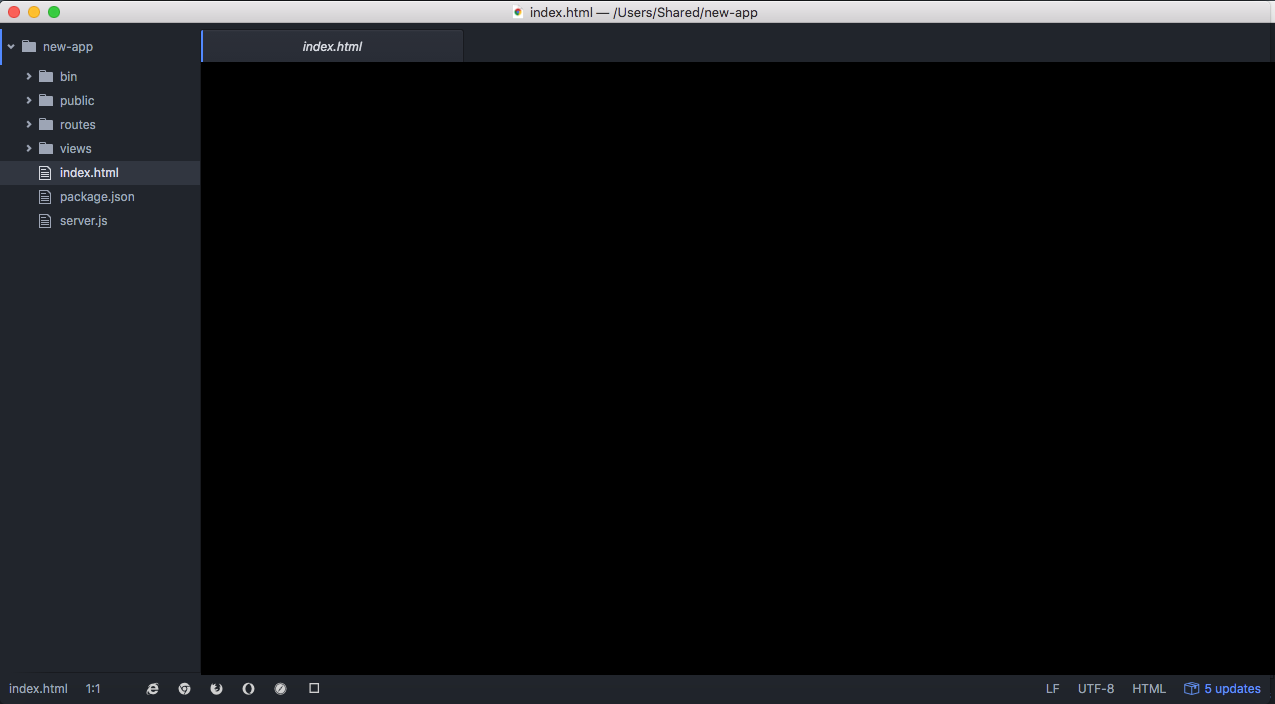 index.html — /Users/Shared/new-app
new-app
index.html
bin
public
routes
views
index.html
package.json
server.js
index.html 1:1 LF UTF-8 HTML 5 updates